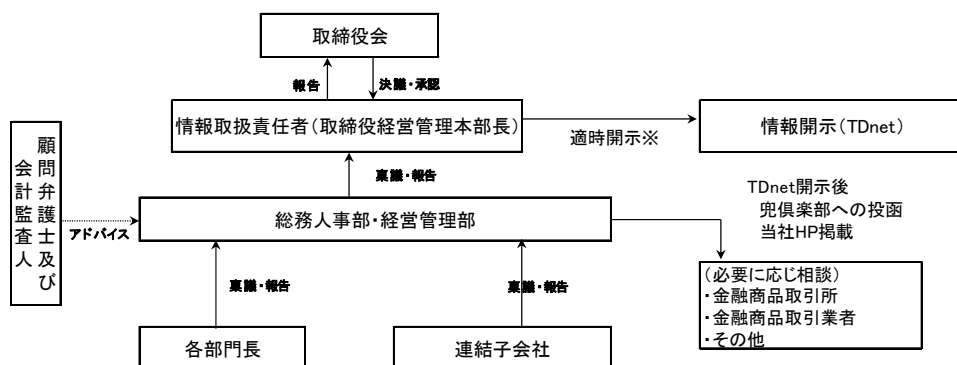 取締役会
報告
決議・承認
情報取扱責任者(取締役経営管理本部長)
適時開示※
情報開示(TDnet)
顧問弁護士及び
会計監査人
稟議・報告
TDnet開示後
兜倶楽部への投函
当社HP掲載
アドバイス
総務人事部・経営管理部
(必要に応じ相談)
・金融商品取引所
・金融商品取引業者
・その他
稟議・報告
稟議・報告
各部門長
連結子会社